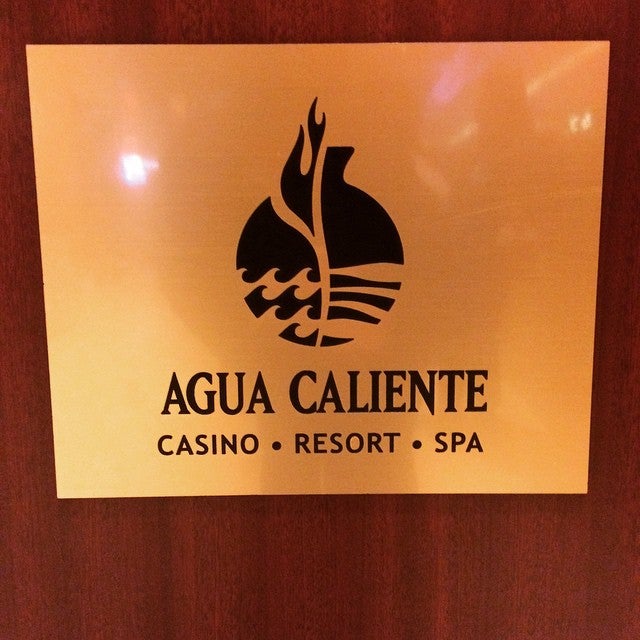 AGUA CALIENTE
CASINO • RESORT • SPA